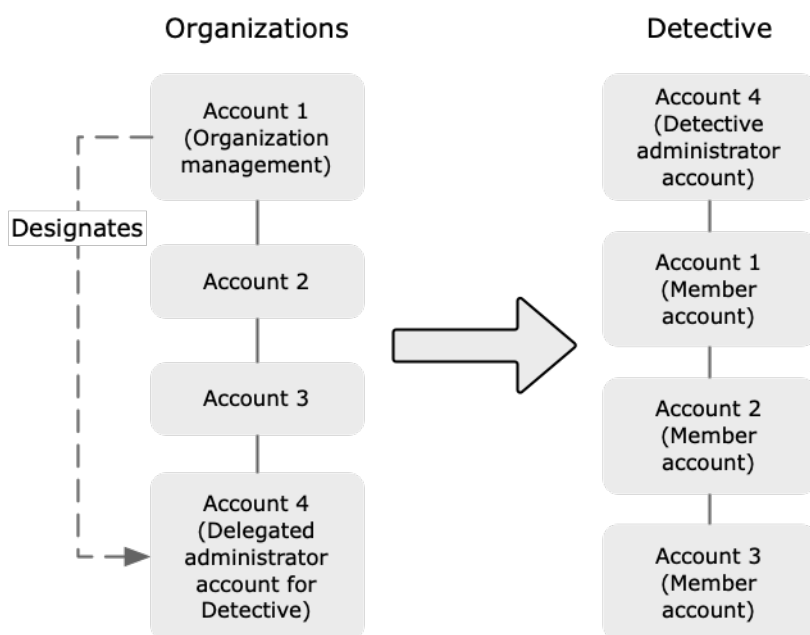 Organizations
Account 1
(Organization
management)
Designates
Account 2
Account 3
Account 4
(Delegated
administrator
account for
Detective)
Detective
Account 4
(Detective
administrator
account)
Account 1
(Member
account)
Account 2
(Member
account)
Account 3
(Member
account)